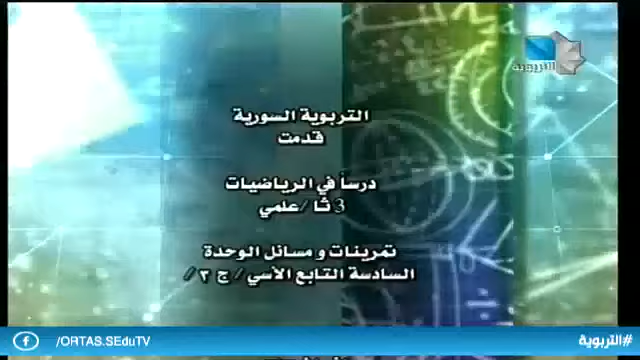 التربوية
التربوية السورية
قدمت
درساً في الرياضيات
3 ثا /علمي
تمرينات و مسائل الوحدة
السادسة التابع الأسي / ج ٣ /
/ORTAS.SEduTV
#التربوية